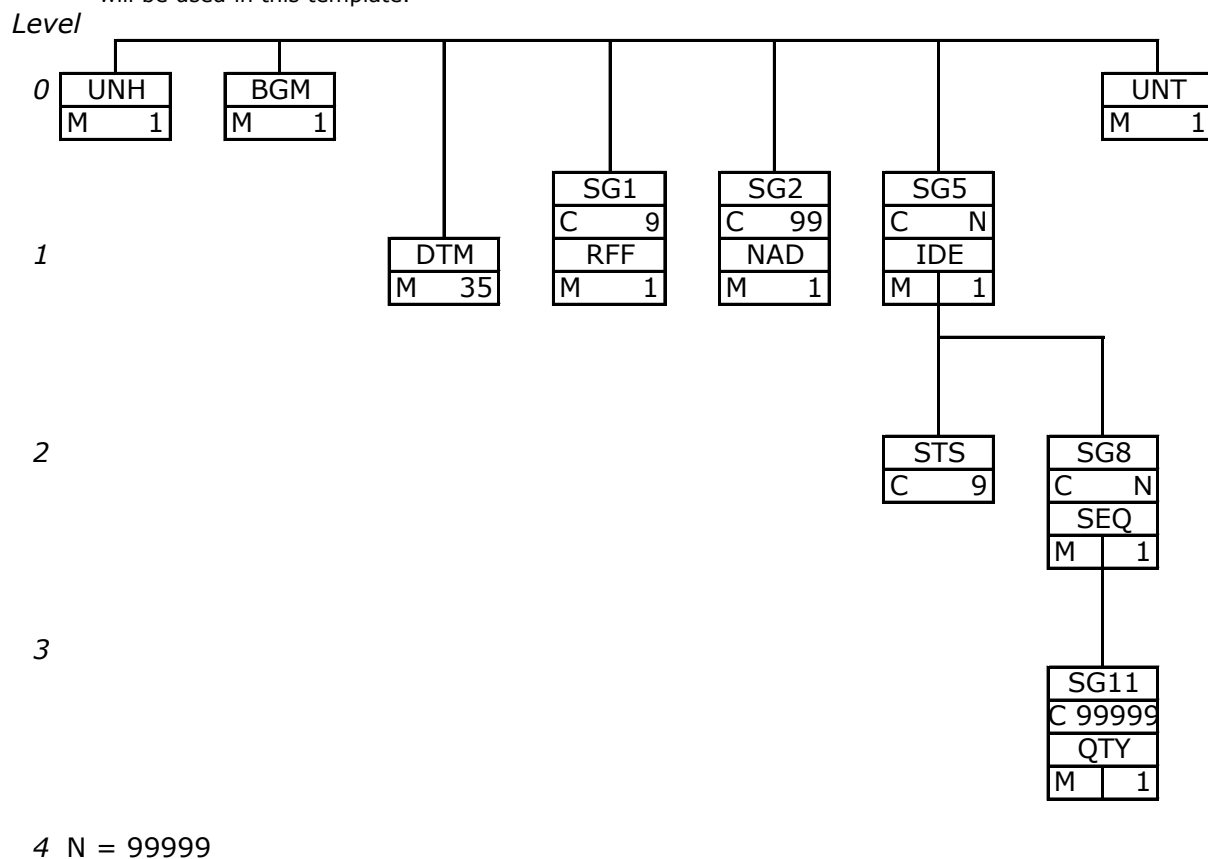 will be used in this template.
Level
0 UNH BGM UNT
M 1 M 1 M 1
SG1 SG2 SG5
C 9 C 99 C N
1 DTM RFF NAD IDE
M 35 M 1 M 1 M 1
2 STS SG8
C 9 C N
SEQ
M 1
3
SG11
C 99999
QTY
M 1
4 N = 99999